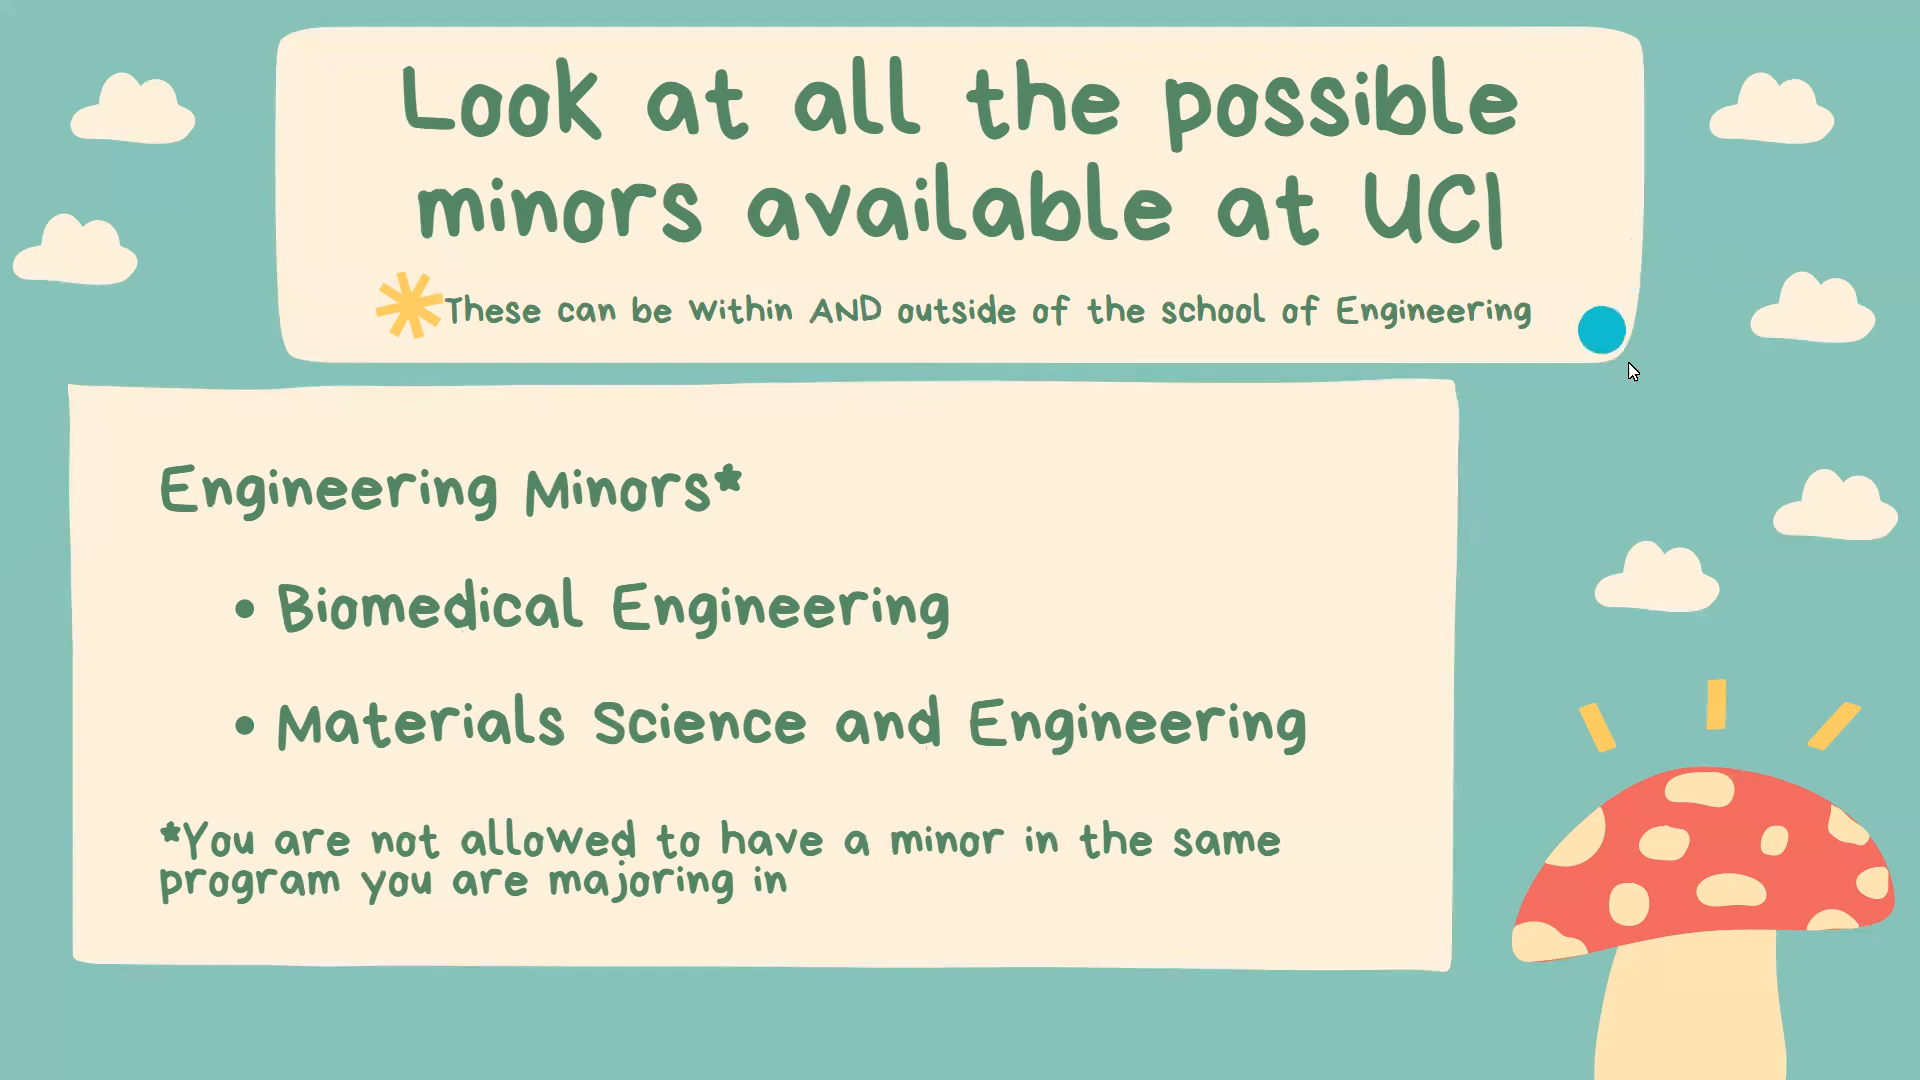 Look at all the possible
minors available at UCI
These can be within AND outside of the school of Engineering
Engineering Minors*
• Biomedical Engineering
• Materials Science and Engineering
*You are not allowed to have a minor in the same
program you are majoring in